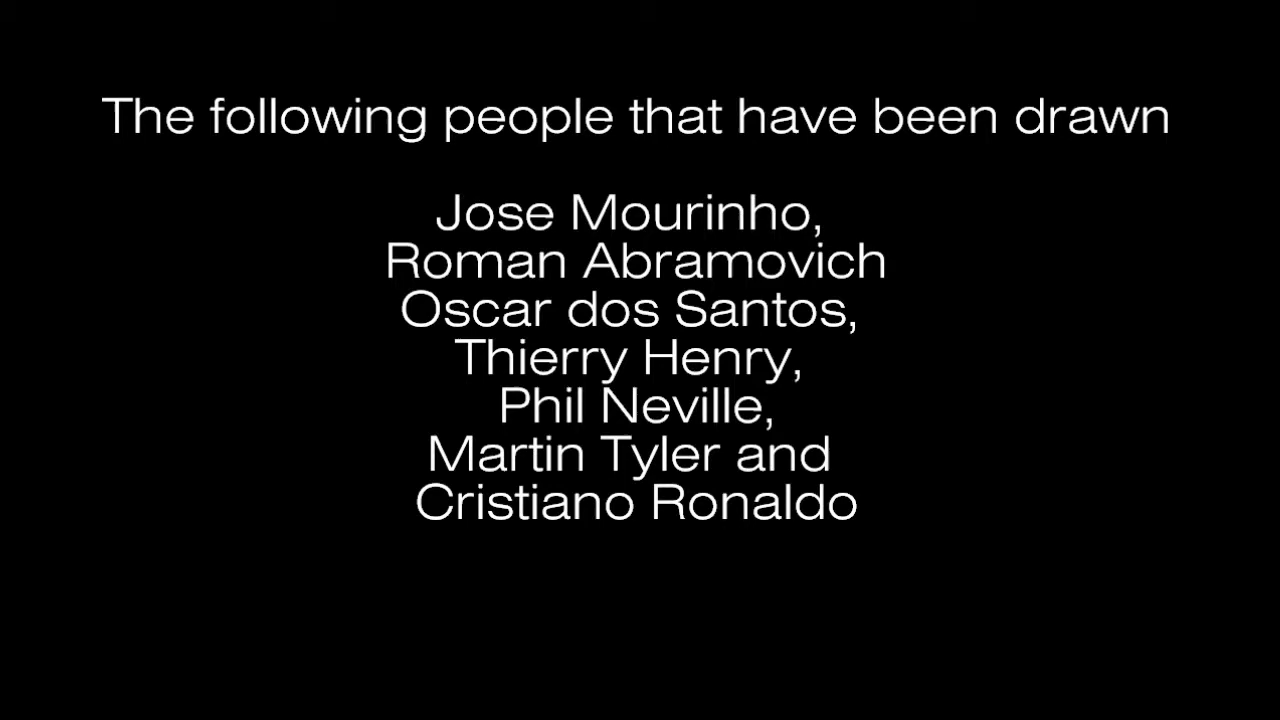 The following people that have been drawn
Jose Mourinho,
Roman Abramovich
Oscar dos Santos,
Thierry Henry,
Phil Neville,
Martin Tyler and
Cristiano Ronaldo